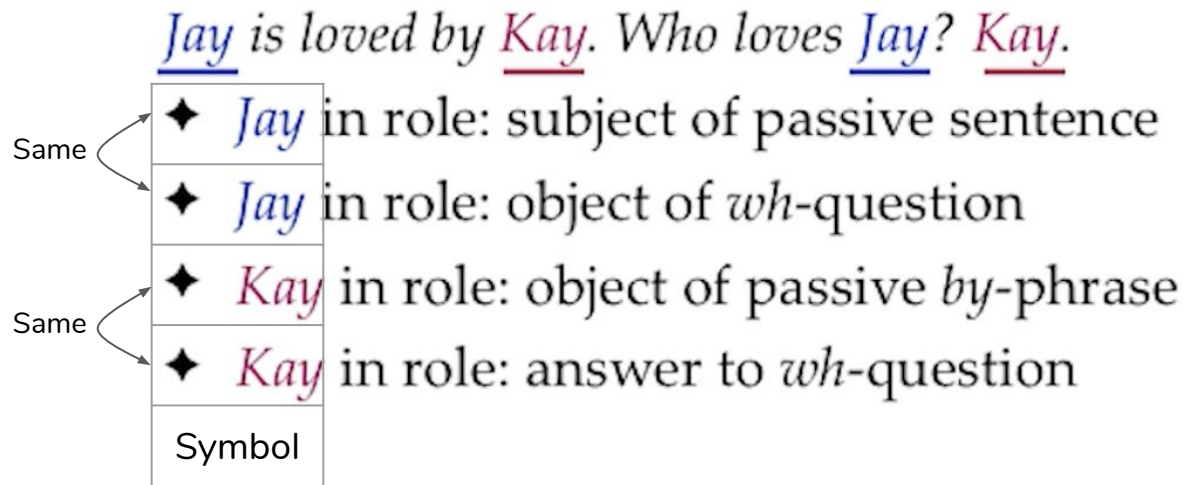 Jay is loved by Kay. Who loves Jay? Kay.
✦ Jay in role: subject of passive sentence
Same
✦ Jay in role: object of wh-question
✦ Kay in role: object of passive by-phrase
Same
✦ Kay in role: answer to wh-question
Symbol